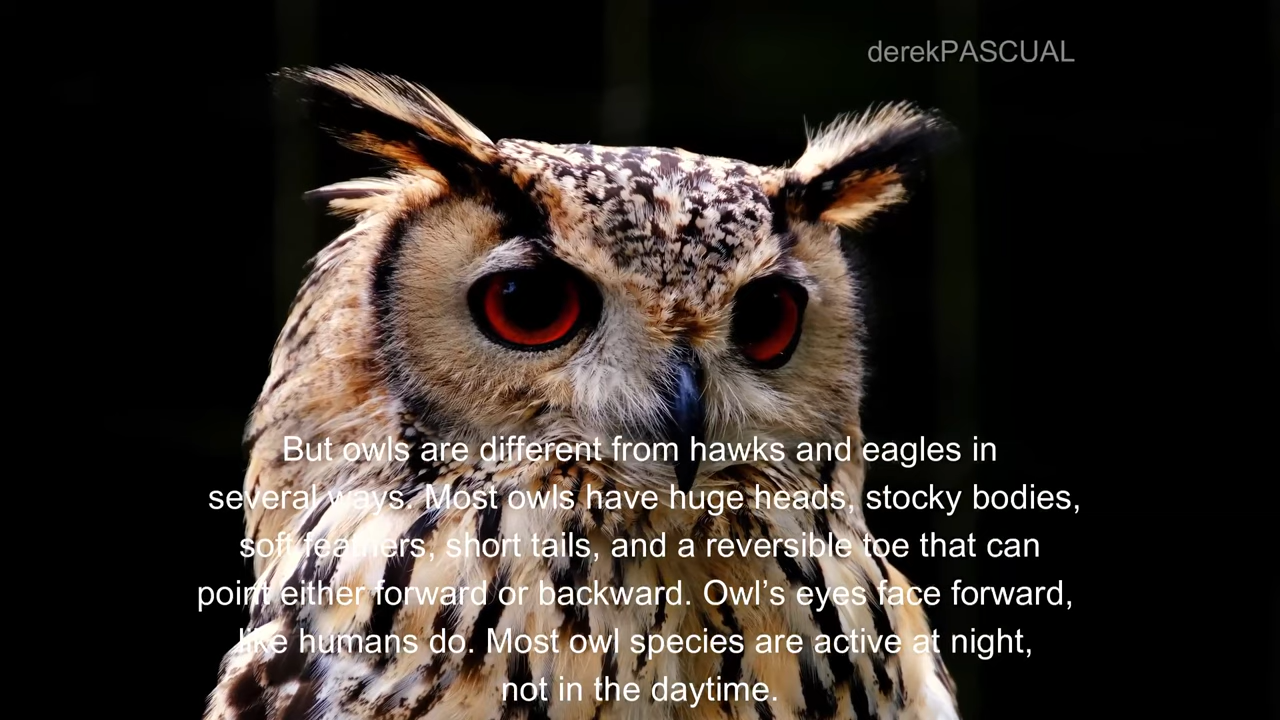 derekPASCUAL
But owls are different from hawks and eagles in
several ways. Most owls have huge heads, stocky bodies,
soft feathers, short tails, and a reversible toe that can
point either forward or backward. Owl’s eyes face forward,
like humans do. Most owl species are active at night,
not in the daytime.